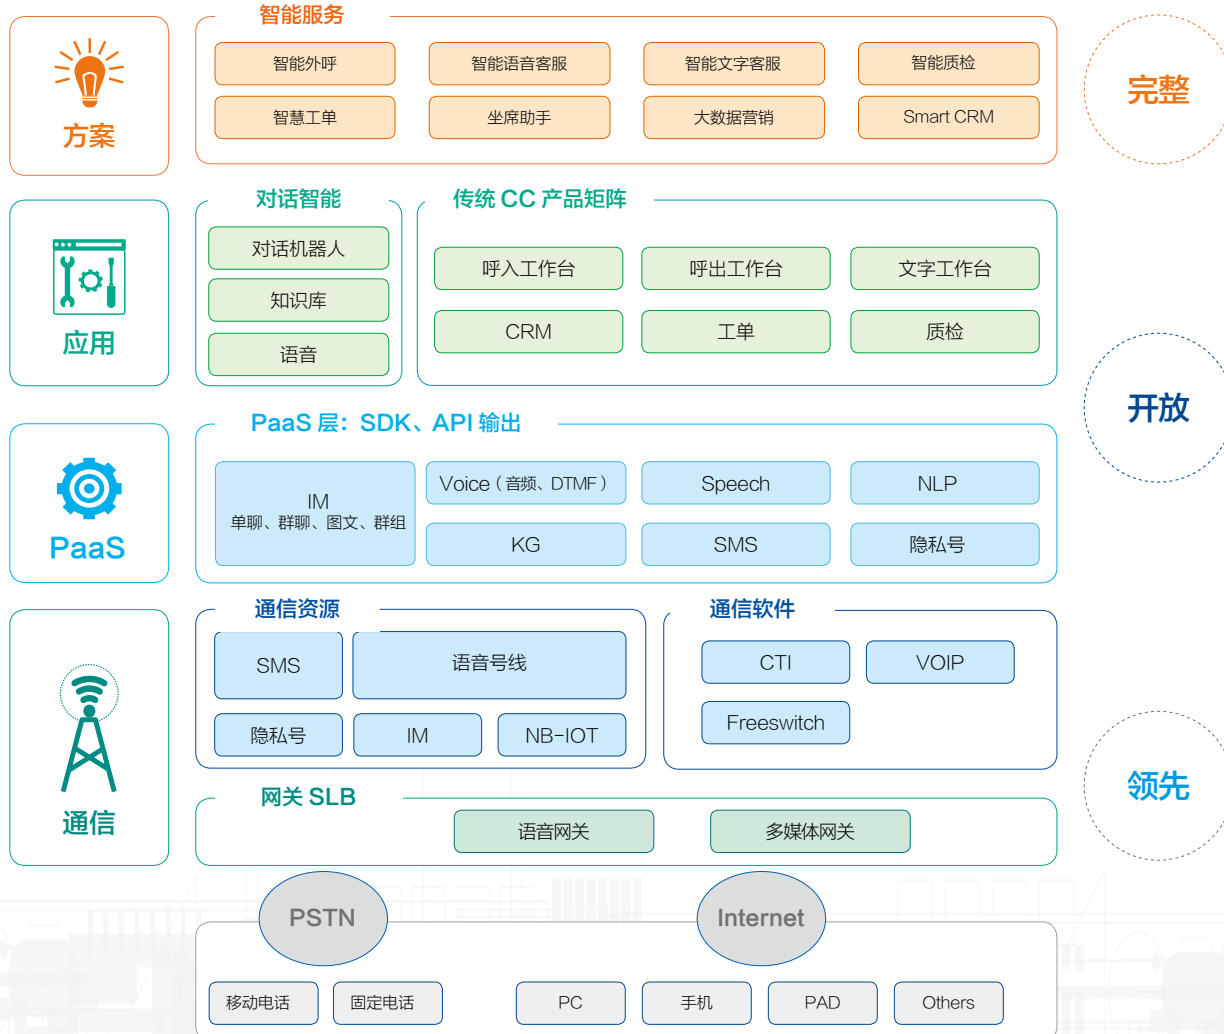 智能服务
智能外呼
智能语音客服
智能文字客服
智能质检
智慧工单
坐席助手
大数据营销
Smart CRM
方案
完整
对话智能
对话机器人
知识库
语音
传统 CC 产品矩阵
呼入工作台
呼出工作台
文字工作台
CRM
工单
质检
应用
开放
PaaS 层：SDK、API 输出
IM
单聊、群聊、图文、群组
Voice（音频、DTMF）
Speech
NLP
KG
SMS
隐私号
PaaS
通信资源
SMS
语音号线
隐私号
IM
NB-IOT
通信软件
CTI
VOIP
Freeswitch
通信
领先
网关 SLB
语音网关
多媒体网关
PSTN
Internet
移动电话
固定电话
PC
手机
PAD
Others